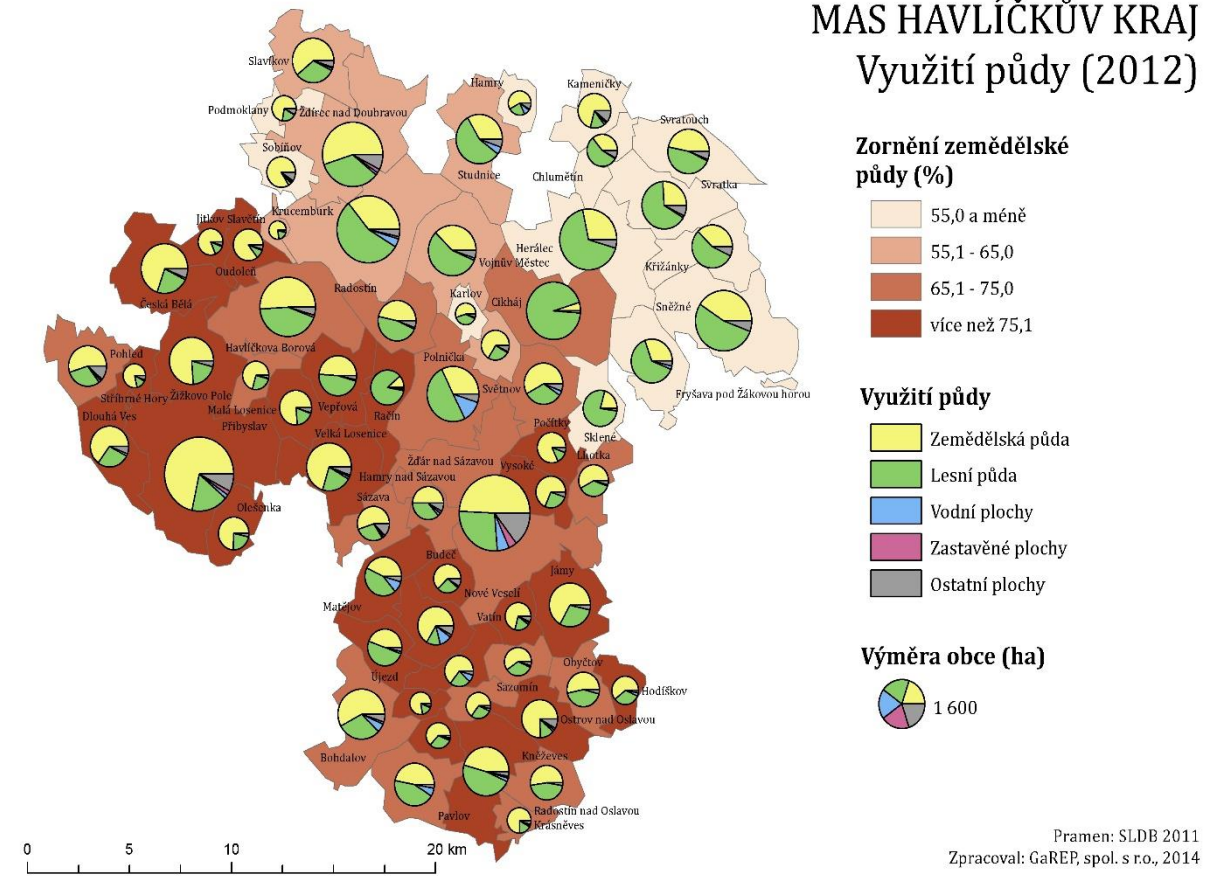 MAS HAVLÍČKŮV KRAJ
Využití půdy (2012)
Zornění zemědělské
půdy (%)
55,0 a méně
55,1 - 65,0
65,1 - 75,0
více než 75,1
Využití půdy
Zemědělská půda
Lesní půda
Vodní plochy
Zastavěné plochy
Ostatní plochy
Výměra obce (ha)
1 600
Slavíkov
Hamry
Kameničky
Podmoklany
Ždírec nad Doubravou
Svratouch
Sobíňov
Studnice
Chlumětín
Svratka
Krucemburk
Jitkov Slavětín
Herálec
Vojnův Městec
Křižánky
Oudoleň
Radostín
Karlov
Cikháj
Sněžné
Česká Bělá
Havlíčkova Borová
Pohled
Polnička
Stříbrné Hory
Žižkovo Pole
Světnov
Fryšava pod Žákovou horou
Malá Losenice
Vepřová
Račín
Dlouhá Ves
Přibyslav
Velká Losenice
Počítky
Sklené
Žďár nad Sázavou
Vysoké
Lhotka
Hamry nad Sázavou
Olešenka
Sázava
Budeč
Jámy
Nové Veselí
Matějov
Vatín
Obyčtov
Újezd
Sazomín
Hodíškov
Ostrov nad Oslavou
Bohdalov
Kněževes
Pavlov
Radostín nad Oslavou
Krásněves
0 5 10 20 km
Pramen: SLDB 2011
Zpracoval: GaREP, spol. s r.o., 2014